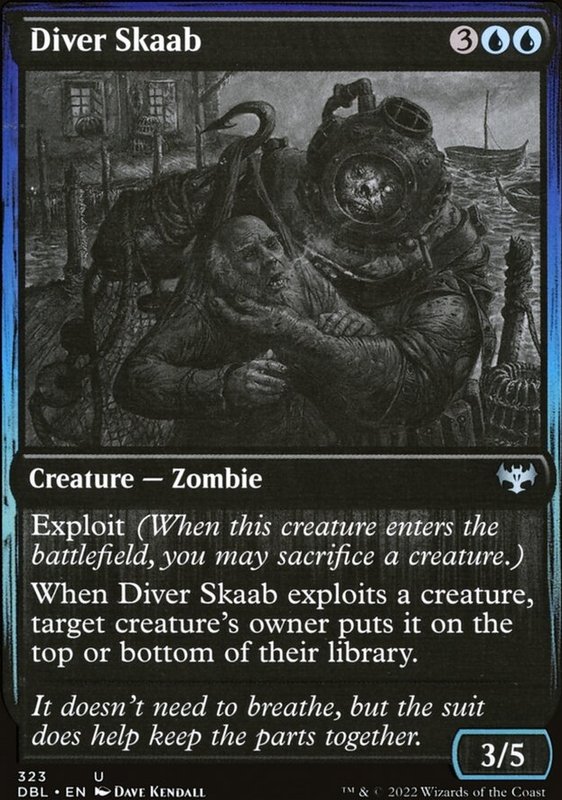 Diver Skaab 3
Creature — Zombie
Exploit (When this creature enters the
battlefield, you may sacrifice a creature.)
When Diver Skaab exploits a creature,
target creature's owner puts it on the
top or bottom of their library.
It doesn't need to breathe, but the suit
does help keep the parts together.
3/5
323 U
DBL • EN Dave Kendall
™ & © 2022 Wizards of the Coast